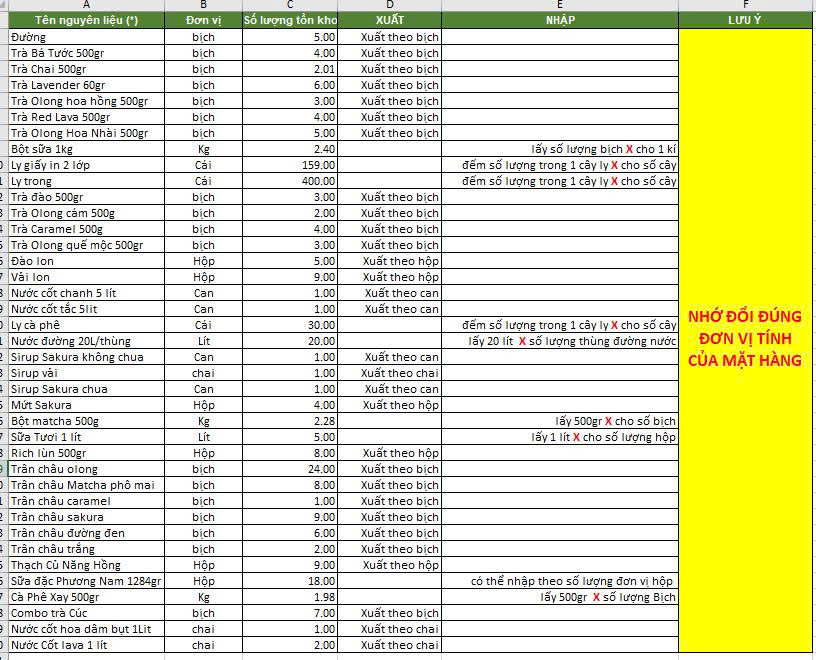 A B C D E F
Tên nguyên liệu (*) Đơn vị Số lượng tồn kho XUẤT NHẬP LƯU Ý
Đường bịch 5.00 Xuất theo bịch
Trà Bá Tước 500gr bịch 4.00 Xuất theo bịch
Trà Chai 500gr bịch 2.01 Xuất theo bịch
Trà Lavender 60gr bịch 6.00 Xuất theo bịch
Trà Olong hoa hồng 500gr bịch 3.00 Xuất theo bịch
Trà Red Lava 500gr bịch 4.00 Xuất theo bịch
Trà Olong Hoa Nhài 500gr bịch 5.00 Xuất theo bịch
Bột sữa 1kg Kg 2.40 lấy số lượng bịch X cho 1 kí
Ly giấy in 2 lớp Cái 159.00 đếm số lượng trong 1 cây ly X cho số cây
Ly trong Cái 400.00 đếm số lượng trong 1 cây ly X cho số cây
Trà đào 500gr bịch 3.00 Xuất theo bịch
Trà Olong cám 500g bịch 2.00 Xuất theo bịch
Trà Caramel 500g bịch 4.00 Xuất theo bịch
Trà Olong quế mộc 500gr bịch 3.00 Xuất theo bịch
Đào lon Hộp 5.00 Xuất theo hộp
Vải lon Hộp 9.00 Xuất theo hộp
Nước cốt chanh 5 lít Can 1.00 Xuất theo can
Nước cốt tắc 5lit Can 1.00 Xuất theo can
Ly cà phê Cái 30.00 đếm số lượng trong 1 cây ly X cho số cây
Nước đường 20L/thùng Lít 20.00 lấy 20 lít X số lượng thùng đường nước
Sirup Sakura không chua Can 1.00 Xuất theo can
Sirup vải chai 1.00 Xuất theo chai
Sirup Sakura chua Can 1.00 Xuất theo can
Mứt Sakura Hộp 4.00 Xuất theo hộp
Bột matcha 500g Kg 2.28 lấy 500gr X cho số bịch
Sữa Tươi 1 lít Lít 5.00 lấy 1 lít X cho số lượng hộp
Rich lùn 500gr Hộp 8.00 Xuất theo hộp
Trân châu olong bịch 24.00 Xuất theo bịch
Trân châu Matcha phô mai bịch 8.00 Xuất theo bịch
Trân châu caramel bịch 1.00 Xuất theo bịch
Trân châu sakura bịch 9.00 Xuất theo bịch
Trân châu đường đen bịch 6.00 Xuất theo bịch
Trân châu trắng bịch 2.00 Xuất theo bịch
Thạch Củ Năng Hồng Hộp 9.00 Xuất theo hộp
Sữa đặc Phương Nam 1284gr Hộp 18.00 có thể nhập theo số lượng đơn vị hộp
Cà Phê Xay 500gr Kg 1.98 lấy 500gr X số lượng Bịch
Combo trà Cúc bịch 7.00 Xuất theo bịch
Nước cốt hoa dâm bụt 1Lit chai 1.00 Xuất theo chai
Nước Cốt lava 1 lít chai 2.00 Xuất theo chai
NHỚ ĐỔI ĐÚNG
ĐƠN VỊ TÍNH
CỦA MẶT HÀNG